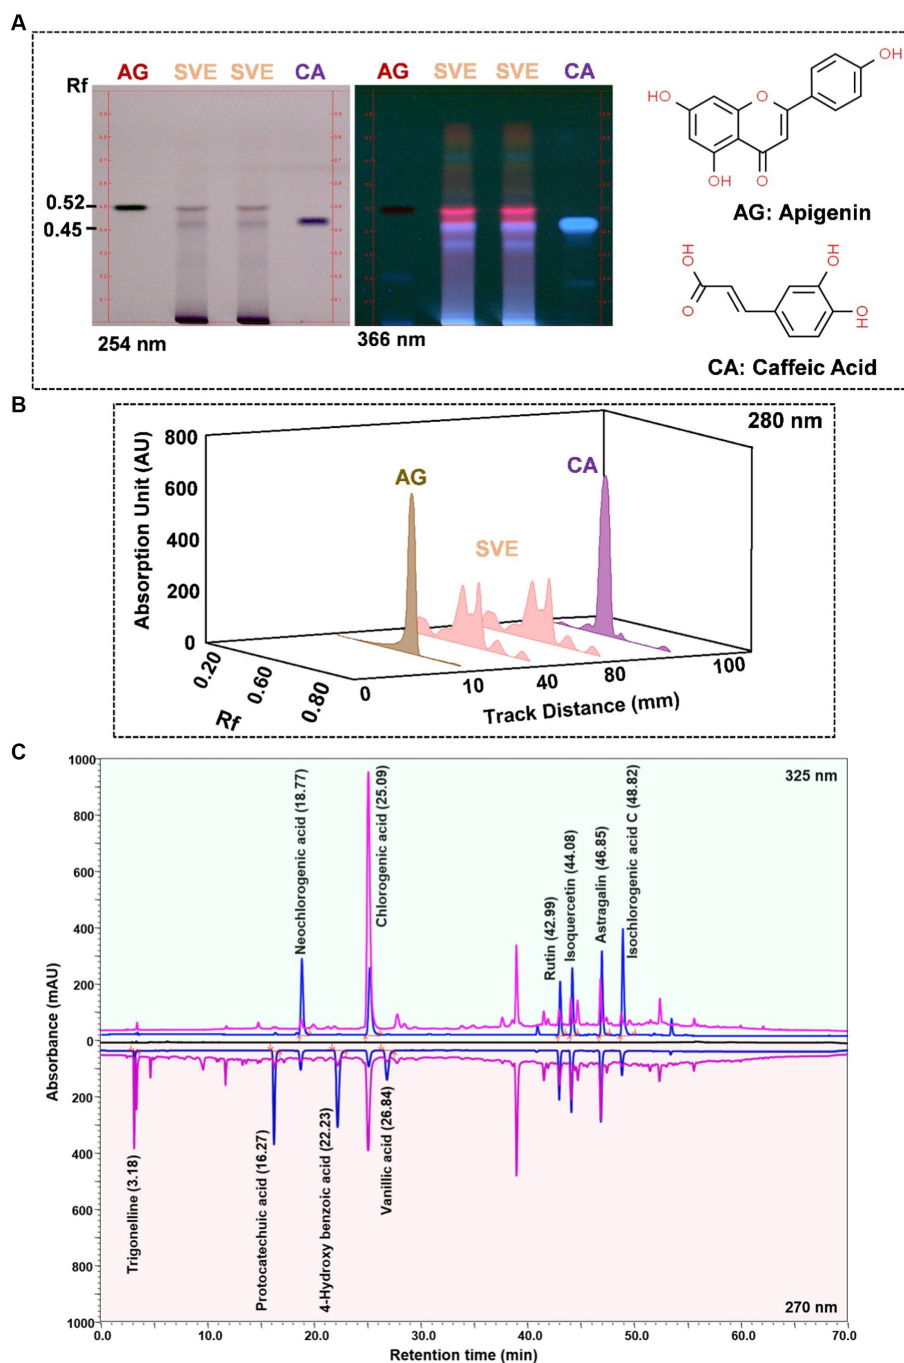 A
AG SVE SVE CA
AG SVE SVE CA
Rf
0.52
0.45
254 nm
366 nm
OH
HO
O
OH
O
AG: Apigenin
HO
OH
O
OH
CA: Caffeic Acid
B
280 nm
Absorption Unit (AU)
800
600
400
200
0
AG
SVE
CA
0.20
0.60
0.80
Rf
0
10
40
80
100
Track Distance (mm)
C
325 nm
Absorbance (mAU)
1000
800
600
400
200
0
200
400
600
800
1000
Neochlorogenic acid (18.77)
Chlorogenic acid (25.09)
Rutin (42.99)
Isoquercetin (44.08)
Astragalin (46.85)
Isochlorogenic acid C (48.82)
Trigonelline (3.18)
Protocatechuic acid (16.27)
4-Hydroxy benzoic acid (22.23)
Vanillic acid (26.84)
270 nm
0.0 10.0 20.0 30.0 40.0 50.0 60.0 70.0
Retention time (min)